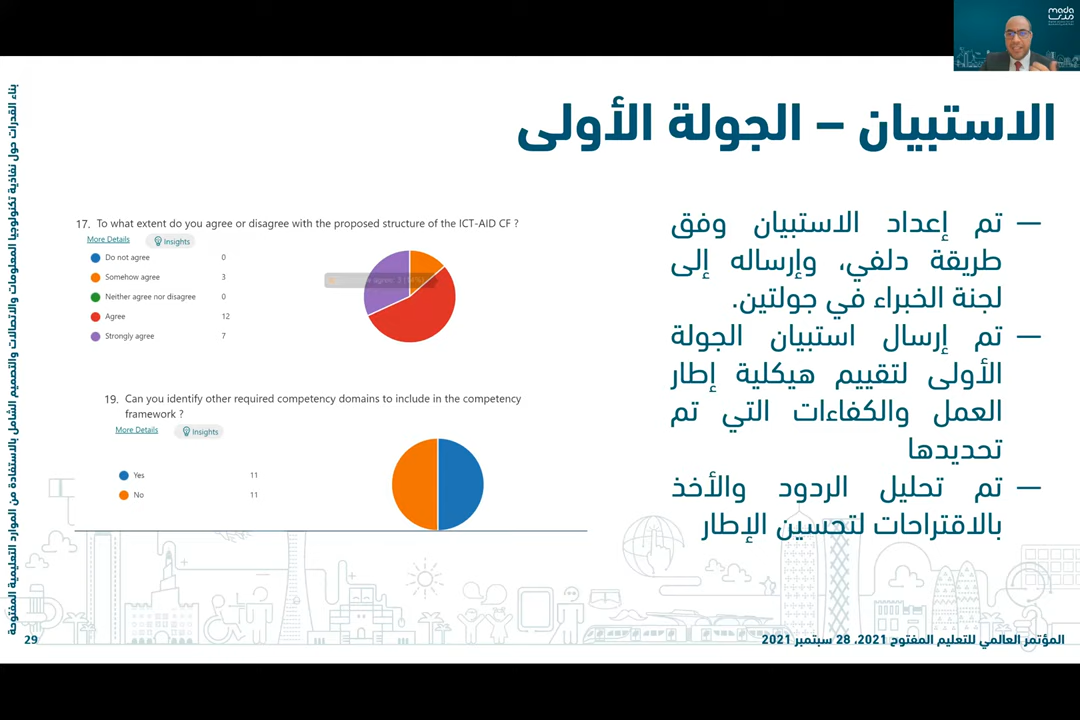 mada
مدى
الاستبيان – الجولة الأولى
17. To what extent do you agree or disagree with the proposed structure of the ICT-AID CF ?
More Details
Insights
Do not agree 0
Somehow agree 3
Neither agree nor disagree 0
Agree 12
Strongly agree 7
19. Can you identify other required competency domains to include in the competency
framework ?
More Details
Insights
Yes 11
No 11
— تم إعداد الاستبيان وفق
طريقة دلفي، وإرساله إلى
لجنة الخبراء في جولتين.
— تم إرسال استبيان الجولة
الأولى لتقييم هيكلية إطار
العمل والكفاءات التي تم
تحديدها
— تم تحليل الردود والأخذ
بالاقتراحات لتحسين الإطار
بناء القدرات حول نفاذية تكنولوجيا المعلومات والاتصالات والتصميم الشامل بالاستفادة من الموارد التعليمية المفتوحة
29
المؤتمر العالمي للتعليم المفتوح 2021، 28 سبتمبر 2021